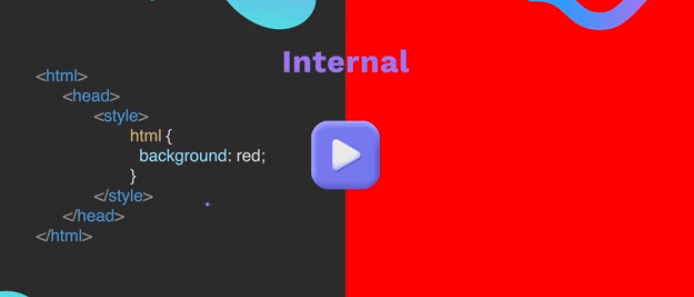 Internal
<html>
<head>
<style>
html {
background: red;
}
</style>
</head>
</html>